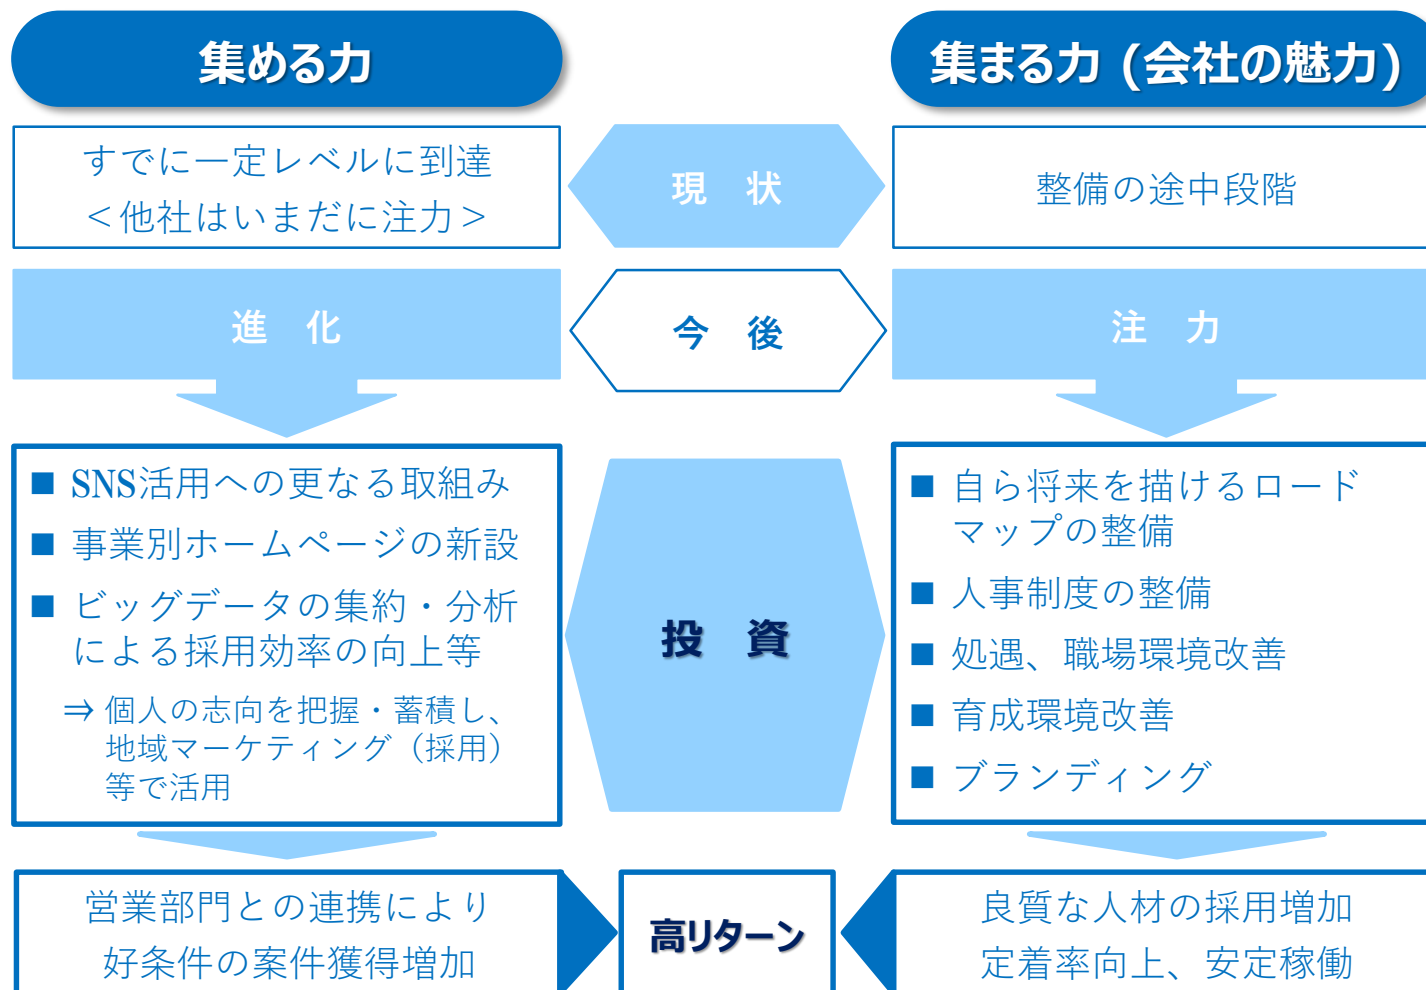 集める力
集まる力 (会社の魅力)
すでに一定レベルに到達
＜他社はいまだに注力＞
現　状
整備の途中段階
進　化
今　後
注　力
■ SNS活用への更なる取組み
■ 事業別ホームページの新設
■ ビッグデータの集約・分析
による採用効率の向上等
⇒ 個人の志向を把握・蓄積し、
地域マーケティング（採用）
等で活用
投　資
■ 自ら将来を描けるロード
マップの整備
■ 人事制度の整備
■ 処遇、職場環境改善
■ 育成環境改善
■ ブランディング
営業部門との連携により
好条件の案件獲得増加
高リターン
良質な人材の採用増加
定着率向上、安定稼働